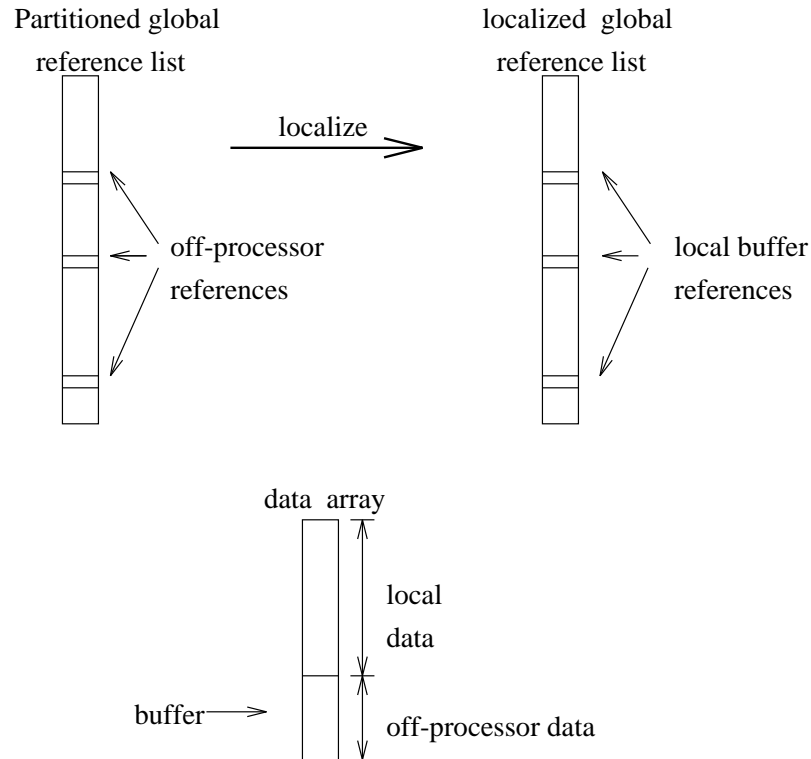 Partitioned global
reference list
localized global
reference list
localize
off-processor
references
local buffer
references
data array
local
data
buffer
off-processor data